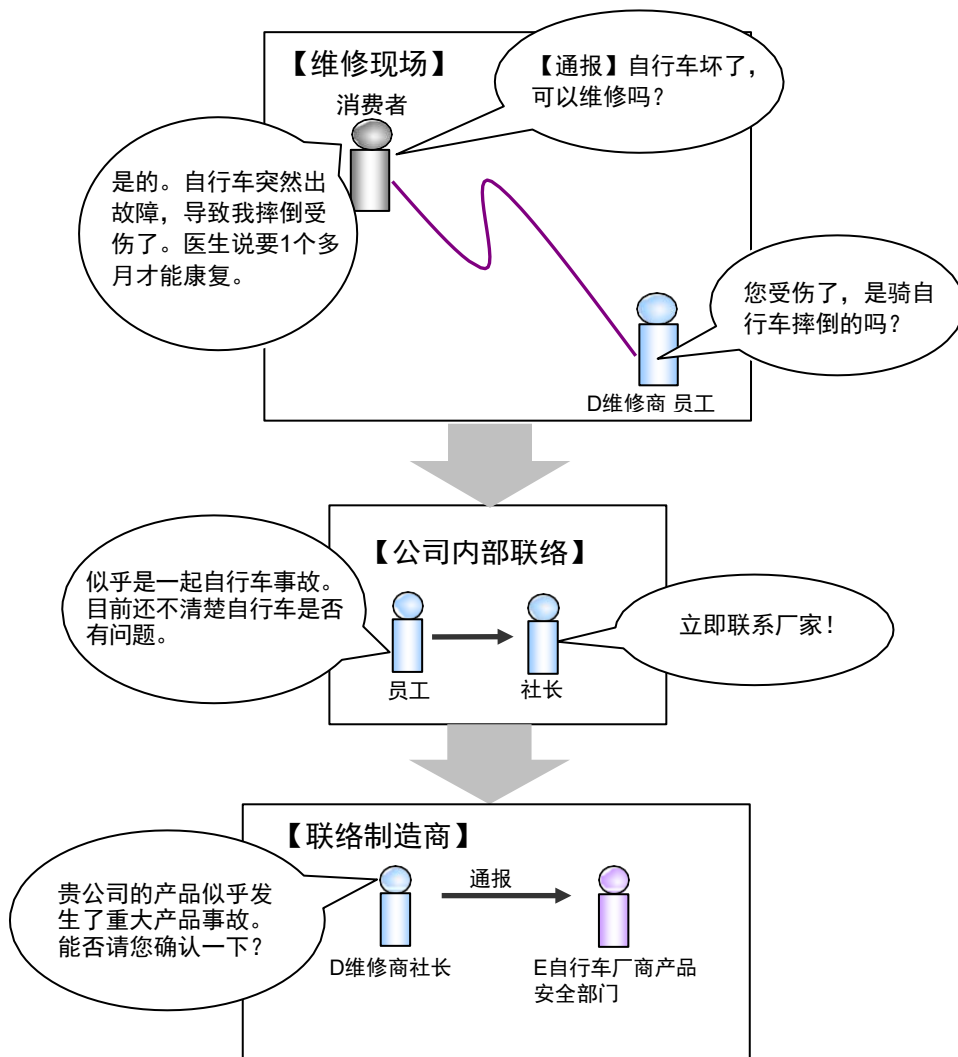 【维修现场】
消费者
【通报】自行车坏了，
可以维修吗？
您受伤了，是骑自
行车摔倒的吗？
是的。自行车突然出
故障，导致我摔倒受
伤了。医生说要1个多
月才能康复。
D维修商 员工
【公司内部联络】
似乎是一起自行车事故。
目前还不清楚自行车是否
有问题。
立即联系厂家！
员工
社长
【联络制造商】
贵公司的产品似乎发
生了重大产品事故。
能否请您确认一下？
通报
D维修商社长
E自行车厂商产品
安全部门